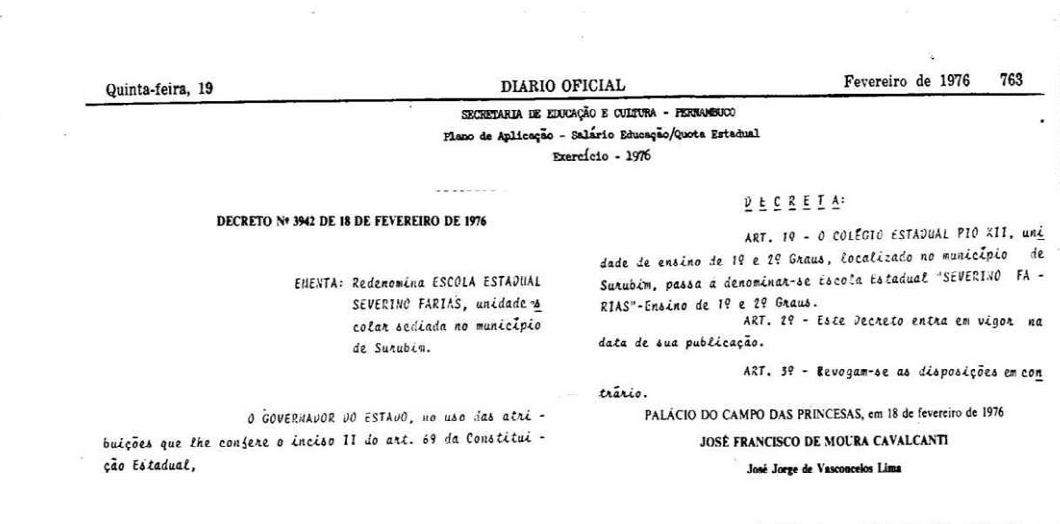 Quinta-feira, 19 DIARIO OFICIAL Fevereiro de 1976 763
SECRETARIA DE EDUCAÇÃO E CULTURA - PERNAMBUCO
Plano de Aplicação - Salário Educação/Quota Estadual
Exercício - 1976
DECRETO Nº 3942 DE 18 DE FEVEREIRO DE 1976
EMENTA: Redenomina ESCOLA ESTADUAL
SEVERINO FARIAS, unidade es
colar sediada no município
de Surubim.
O GOVERNADOR DO ESTADO, no uso das atri -
buições que lhe confere o inciso II do art. 69 da Constitui -
ção Estadual,
D E C R E T A:
ART. 1º - O COLÉGIO ESTADUAL PIO XII, uni
dade de ensino de 1º e 2º Graus, localizado no município de
Surubim, passa a denominar-se Escola Estadual "SEVERINO FA -
RIAS"-Ensino de 1º e 2º Graus.
ART. 2º - Este Decreto entra em vigor na
data de sua publicação.
ART. 3º - Revogam-se as disposições em con
trário.
PALÁCIO DO CAMPO DAS PRINCESAS, em 18 de fevereiro de 1976
JOSÉ FRANCISCO DE MOURA CAVALCANTI
José Jorge de Vasconcelos Lima